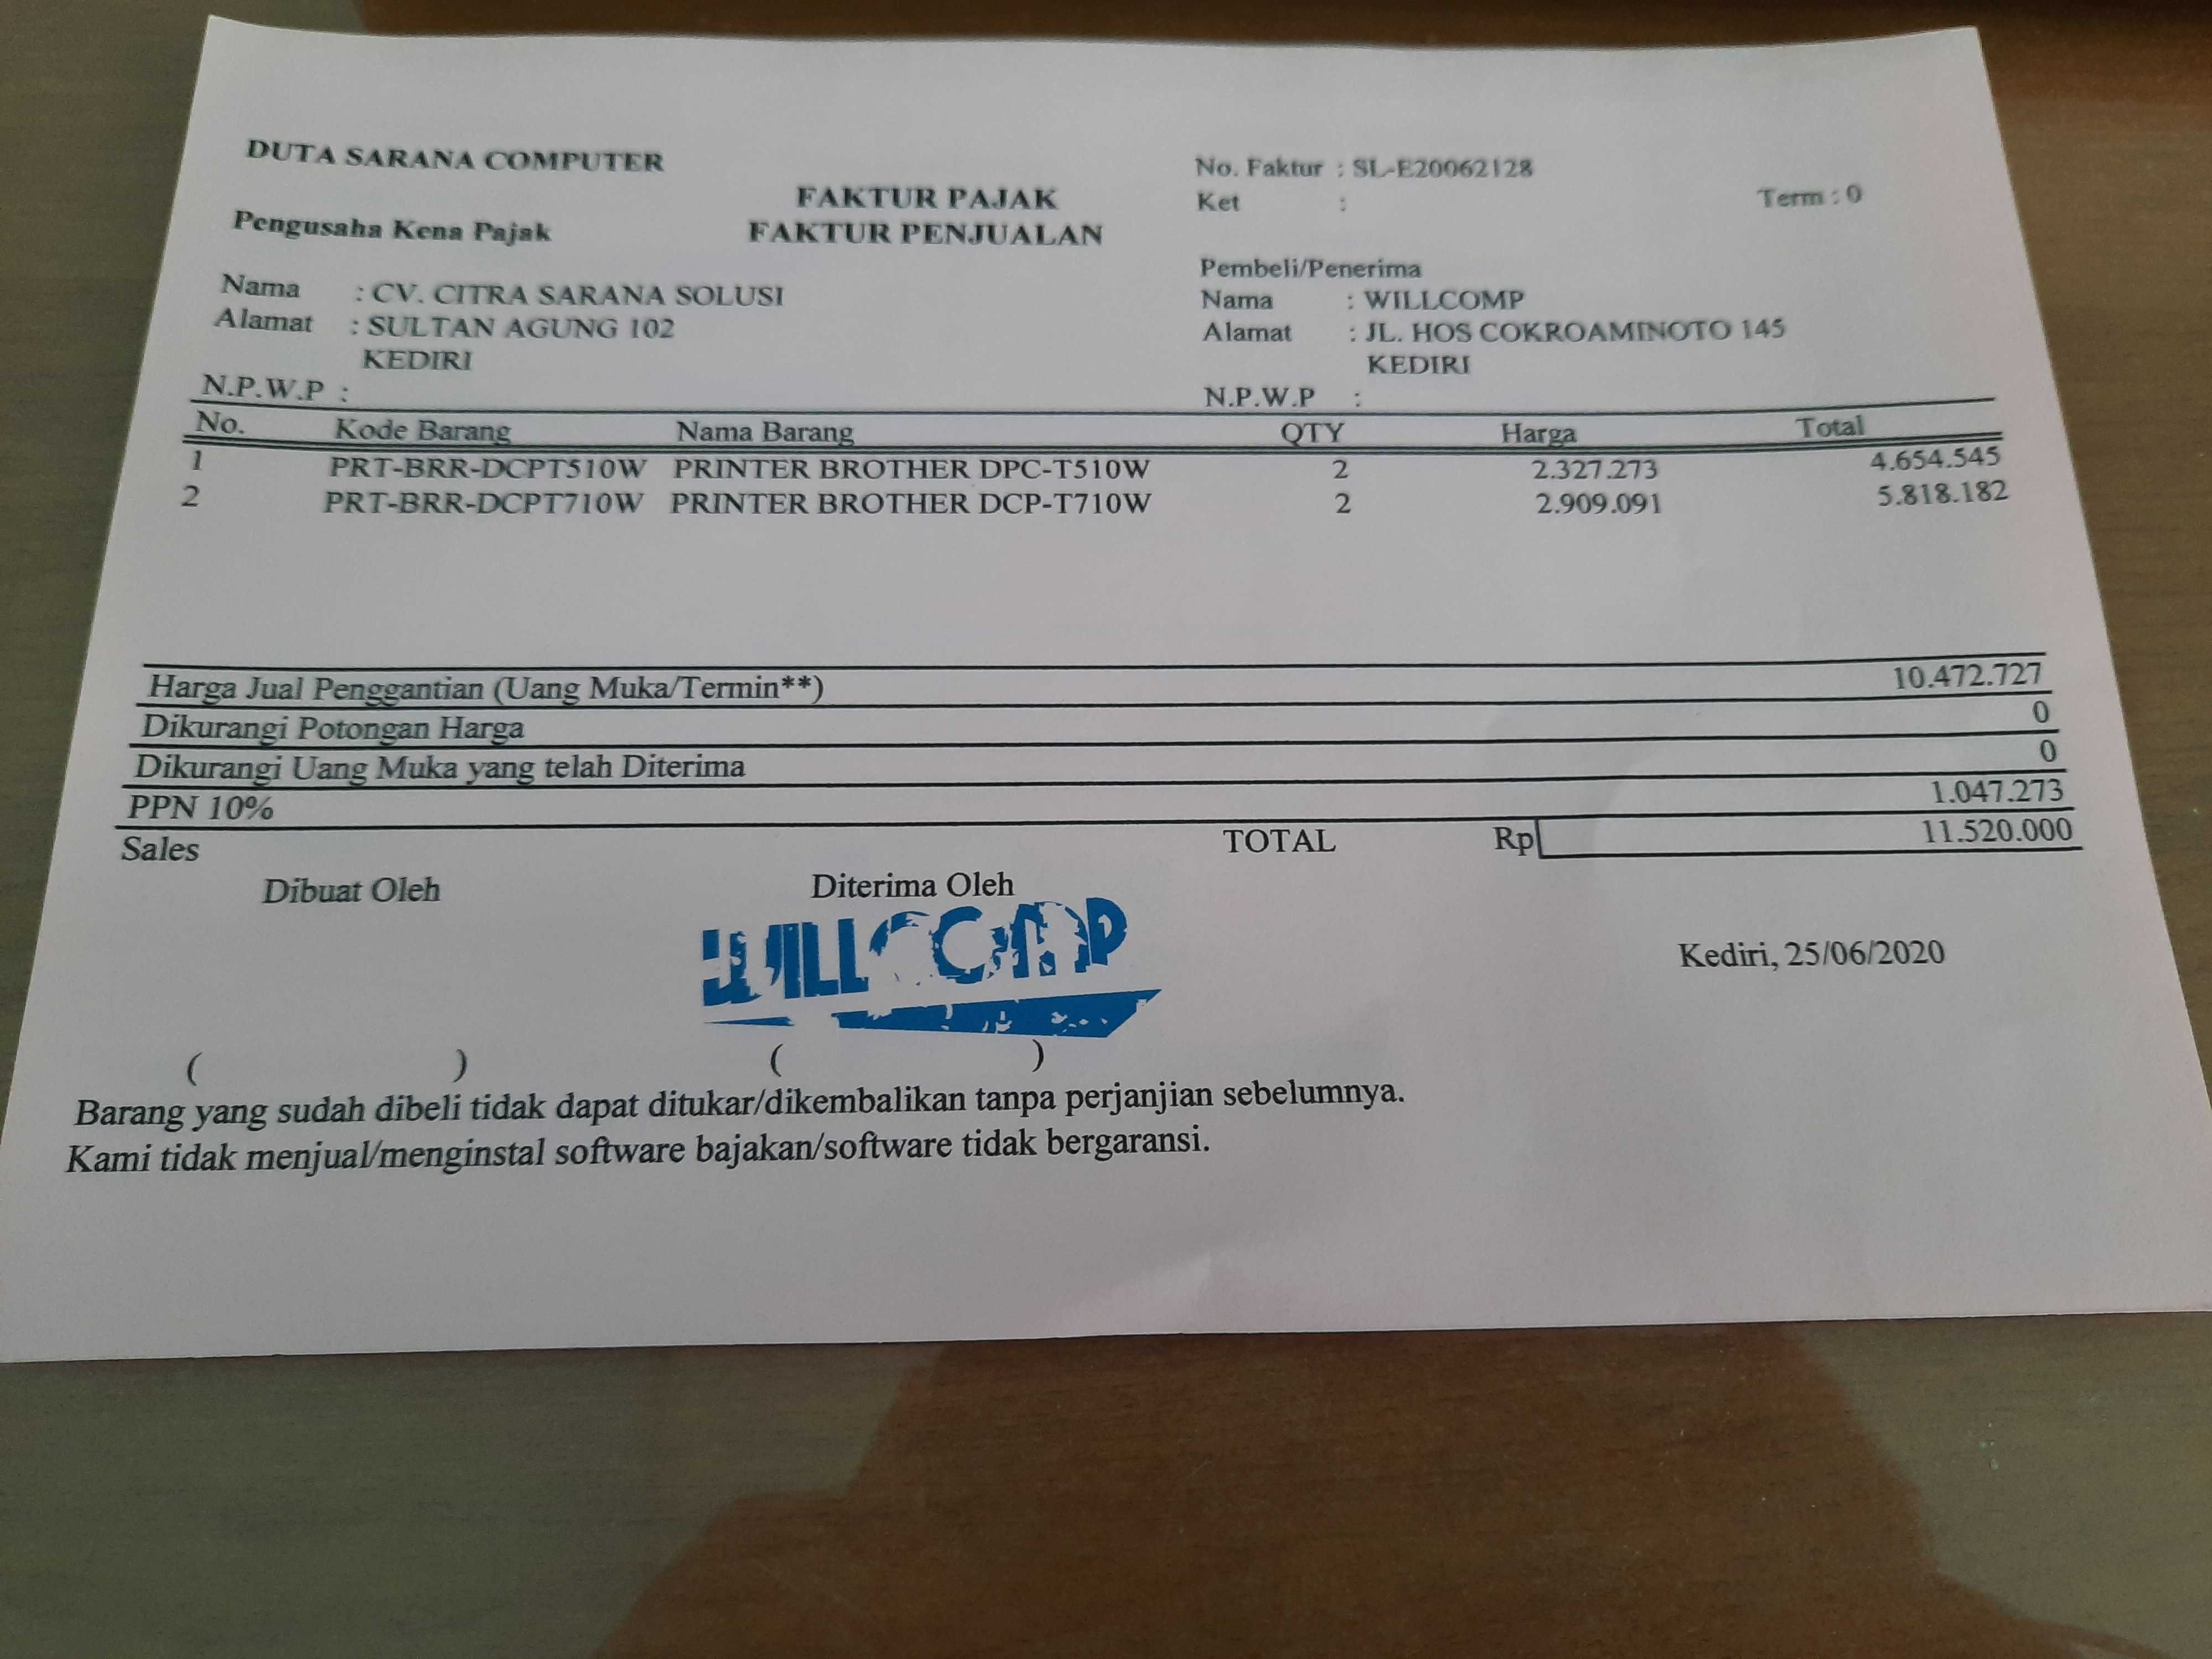 DUTA SARANA COMPUTER
FAKTUR PAJAK
FAKTUR PENJUALAN
No. Faktur : SL-E20062128
Ket :
Term : 0
Pengusaha Kena Pajak
Nama : CV. CITRA SARANA SOLUSI
Alamat : SULTAN AGUNG 102
KEDIRI
N.P.W.P :
Pembeli/Penerima
Nama : WILLCOMP
Alamat : JL. HOS COKROAMINOTO 145
KEDIRI
N.P.W.P :
No. Kode Barang Nama Barang QTY Harga Total
1 PRT-BRR-DCPT510W PRINTER BROTHER DPC-T510W 2 2.327.273 4.654.545
2 PRT-BRR-DCPT710W PRINTER BROTHER DCP-T710W 2 2.909.091 5.818.182
Harga Jual Penggantian (Uang Muka/Termin**) 10.472.727
Dikurangi Potongan Harga 0
Dikurangi Uang Muka yang telah Diterima 0
PPN 10% 1.047.273
Sales TOTAL Rp 11.520.000
Dibuat Oleh Diterima Oleh
WILLCOMP
Kediri, 25/06/2020
( ) ( )
Barang yang sudah dibeli tidak dapat ditukar/dikembalikan tanpa perjanjian sebelumnya.
Kami tidak menjual/menginstal software bajakan/software tidak bergaransi.